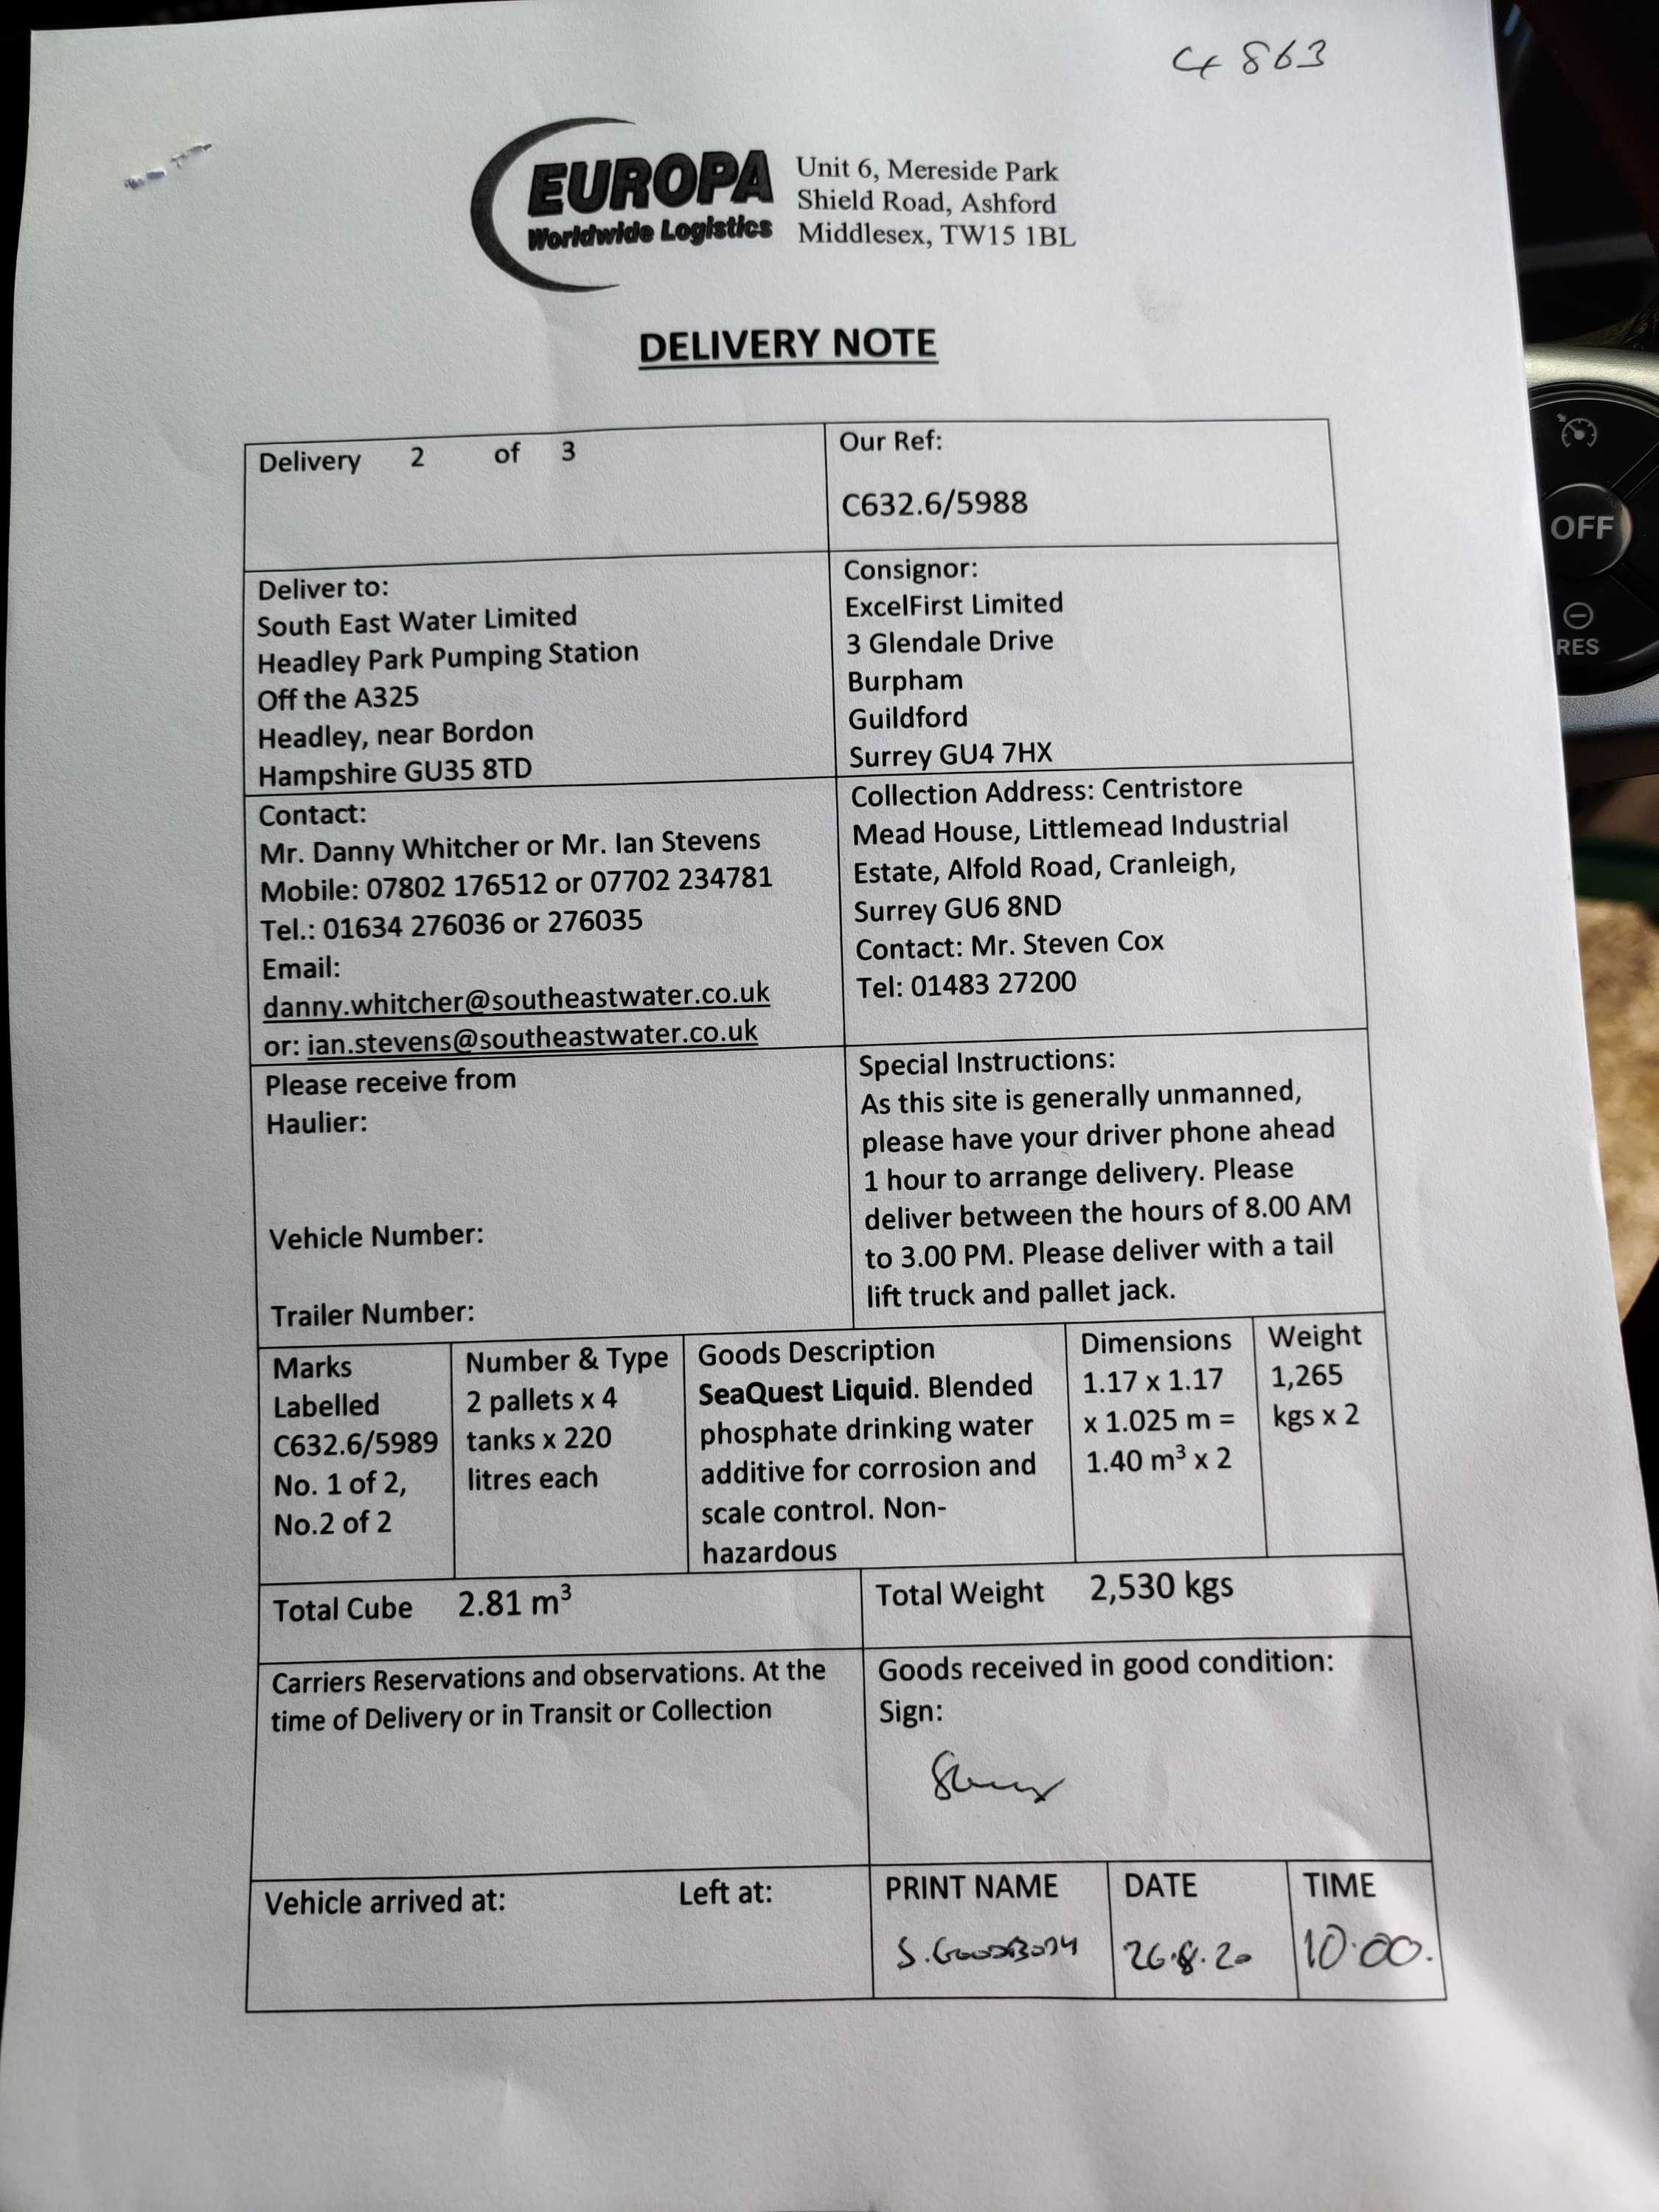 C4 863
EUROPA
Worldwide Logistics
Unit 6, Mereside Park
Shield Road, Ashford
Middlesex, TW15 1BL
DELIVERY NOTE
Delivery 2 of 3
Our Ref:
C632.6/5988
Deliver to:
South East Water Limited
Headley Park Pumping Station
Off the A325
Headley, near Bordon
Hampshire GU35 8TD
Consignor:
ExcelFirst Limited
3 Glendale Drive
Burpham
Guildford
Surrey GU4 7HX
Contact:
Mr. Danny Whitcher or Mr. Ian Stevens
Mobile: 07802 176512 or 07702 234781
Tel.: 01634 276036 or 276035
Email:
danny.whitcher@southeastwater.co.uk
or: ian.stevens@southeastwater.co.uk
Collection Address: Centristore
Mead House, Littlemead Industrial
Estate, Alfold Road, Cranleigh,
Surrey GU6 8ND
Contact: Mr. Steven Cox
Tel: 01483 27200
Please receive from
Haulier:
Vehicle Number:
Trailer Number:
Special Instructions:
As this site is generally unmanned,
please have your driver phone ahead
1 hour to arrange delivery. Please
deliver between the hours of 8.00 AM
to 3.00 PM. Please deliver with a tail
lift truck and pallet jack.
Marks
Labelled
C632.6/5989
No. 1 of 2,
No.2 of 2
Number & Type
2 pallets x 4
tanks x 220
litres each
Goods Description
SeaQuest Liquid. Blended
phosphate drinking water
additive for corrosion and
scale control. Non-
hazardous
Dimensions
1.17 x 1.17
x 1.025 m =
1.40 m³ x 2
Weight
1,265
kgs x 2
Total Cube 2.81 m³
Total Weight 2,530 kgs
Carriers Reservations and observations. At the
time of Delivery or in Transit or Collection
Goods received in good condition:
Sign:
Vehicle arrived at: Left at:
PRINT NAME
S. GOODBODY
DATE
26.8.20
TIME
10:00.
OFF
RES